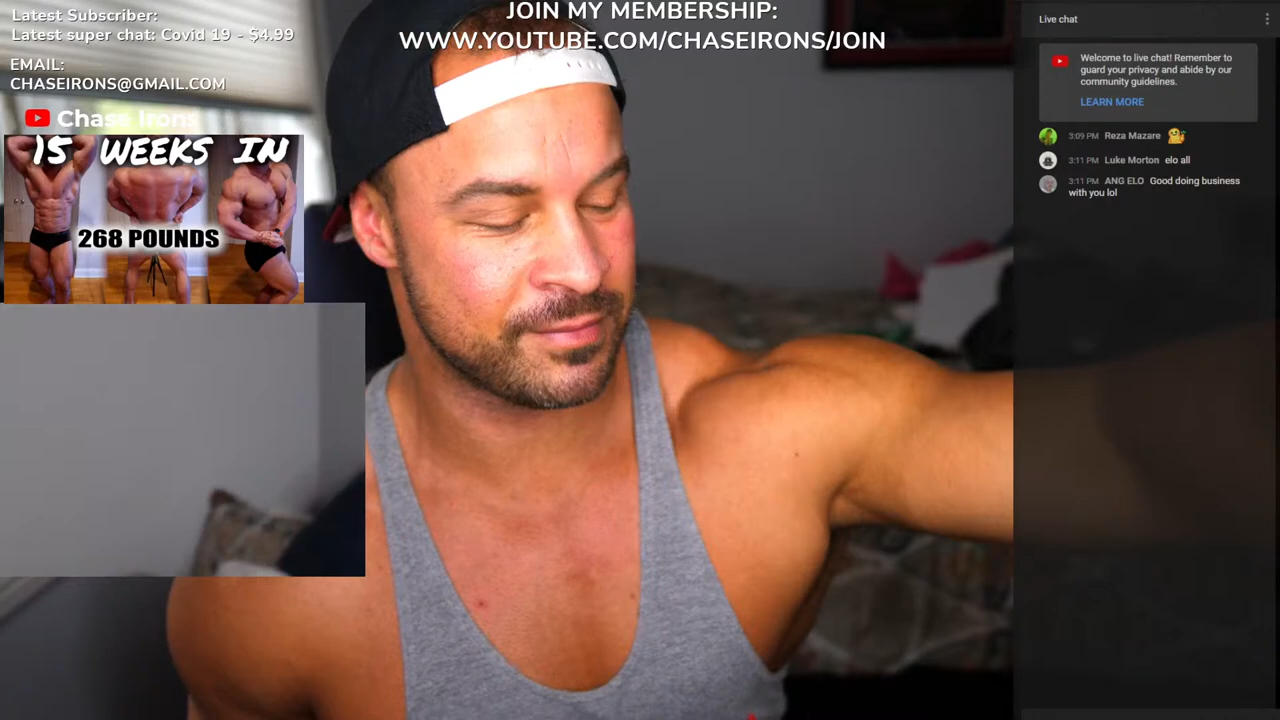 Latest Subscriber:
Latest super chat: Covid 19 - $4.99
EMAIL:
CHASEIRONS@GMAIL.COM
Chase Irons
15 WEEKS IN
268 POUNDS
JOIN MY MEMBERSHIP:
WWW.YOUTUBE.COM/CHASEIRONS/JOIN
Live chat
Welcome to live chat! Remember to
guard your privacy and abide by our
community guidelines.
LEARN MORE
3:09 PM Reza Mazare
3:11 PM Luke Morton elo all
3:11 PM ANG ELO Good doing business
with you lol